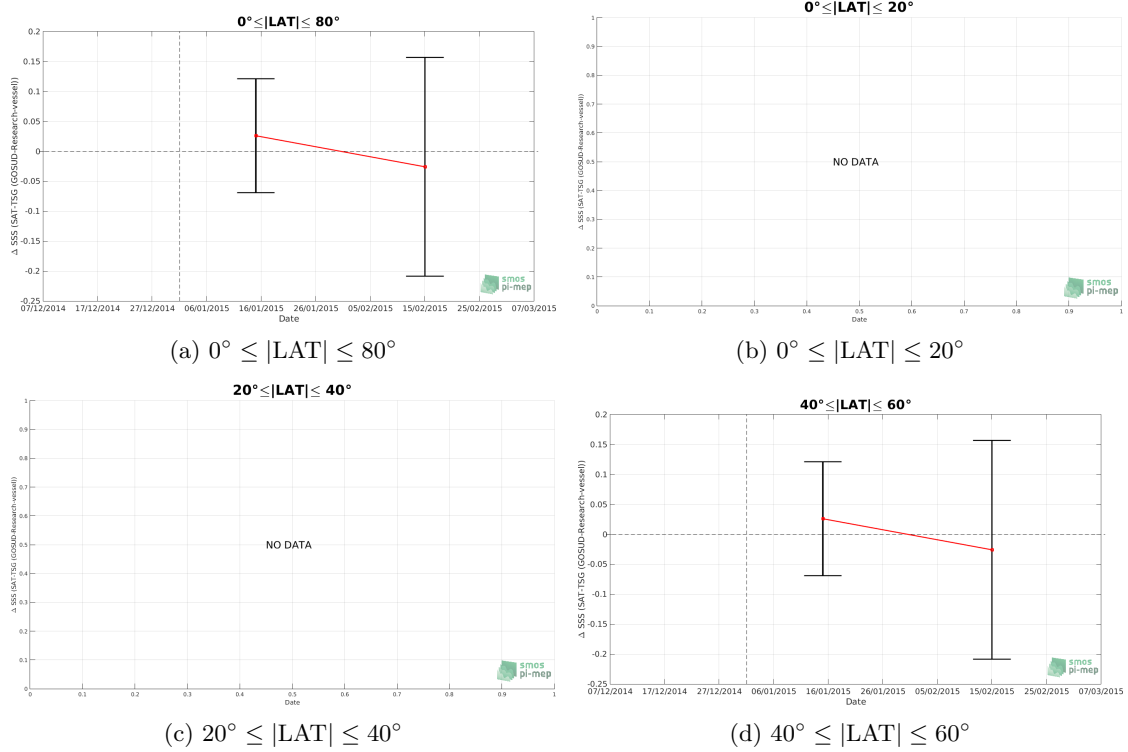 0°≤|LAT|≤ 80°
0.2
0.15
0.1
0.05
0
-0.05
-0.1
-0.15
-0.2
-0.25
Δ SSS (SAT-TSG (GOSUD-Research-vessel))
07/12/2014 17/12/2014 27/12/2014 06/01/2015 16/01/2015 26/01/2015 05/02/2015 15/02/2015 25/02/2015 07/03/2015
Date
smos
pi-mep
(a) 0° ≤ |LAT| ≤ 80°
0°≤|LAT|≤ 20°
1
0.9
0.8
0.7
0.6
0.5
0.4
0.3
0.2
0.1
0
Δ SSS (SAT-TSG (GOSUD-Research-vessel))
NO DATA
0 0.1 0.2 0.3 0.4 0.5 0.6 0.7 0.8 0.9 1
Date
smos
pi-mep
(b) 0° ≤ |LAT| ≤ 20°
20°≤|LAT|≤ 40°
1
0.9
0.8
0.7
0.6
0.5
0.4
0.3
0.2
0.1
0
Δ SSS (SAT-TSG (GOSUD-Research-vessel))
NO DATA
0 0.1 0.2 0.3 0.4 0.5 0.6 0.7 0.8 0.9 1
Date
smos
pi-mep
(c) 20° ≤ |LAT| ≤ 40°
40°≤|LAT|≤ 60°
0.2
0.15
0.1
0.05
0
-0.05
-0.1
-0.15
-0.2
-0.25
Δ SSS (SAT-TSG (GOSUD-Research-vessel))
07/12/2014 17/12/2014 27/12/2014 06/01/2015 16/01/2015 26/01/2015 05/02/2015 15/02/2015 25/02/2015 07/03/2015
Date
smos
pi-mep
(d) 40° ≤ |LAT| ≤ 60°